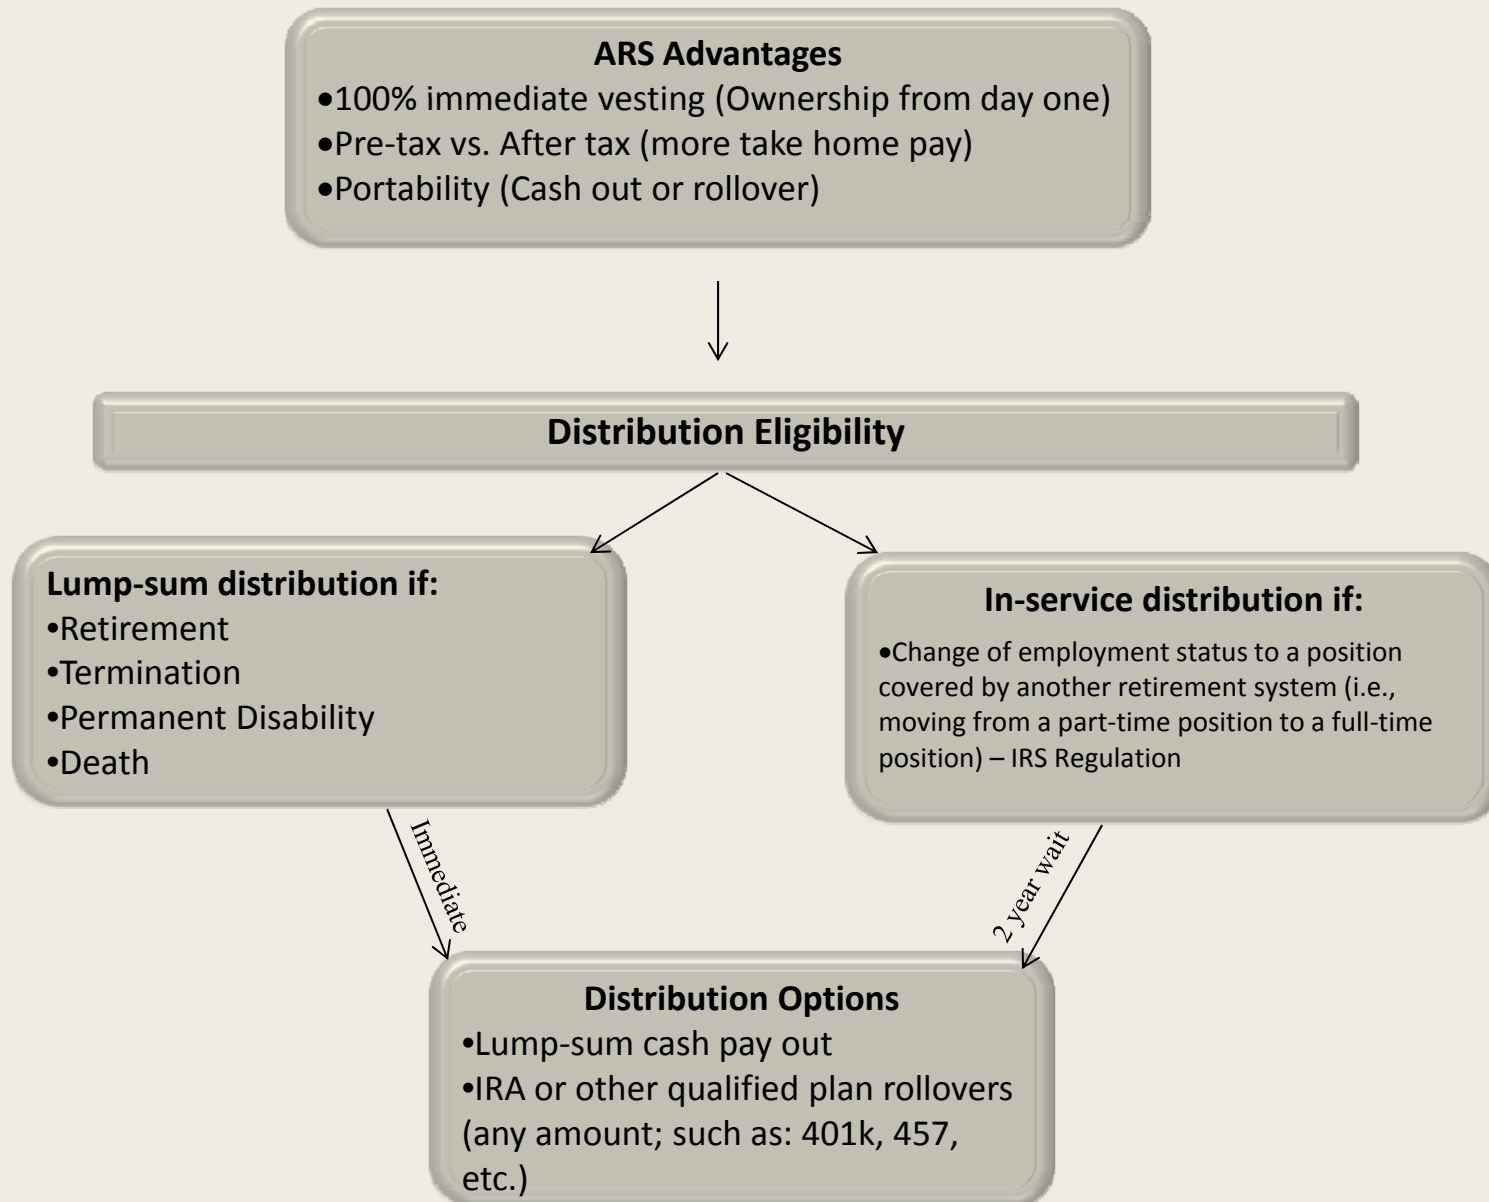 ARS Advantages
•100% immediate vesting (Ownership from day one)
•Pre-tax vs. After tax (more take home pay)
•Portability (Cash out or rollover)
Distribution Eligibility
Lump-sum distribution if:
•Retirement
•Termination
•Permanent Disability
•Death
In-service distribution if:
•Change of employment status to a position
covered by another retirement system (i.e.,
moving from a part-time position to a full-time
position) – IRS Regulation
Immediate
2 year wait
Distribution Options
•Lump-sum cash pay out
•IRA or other qualified plan rollovers
(any amount; such as: 401k, 457,
etc.)